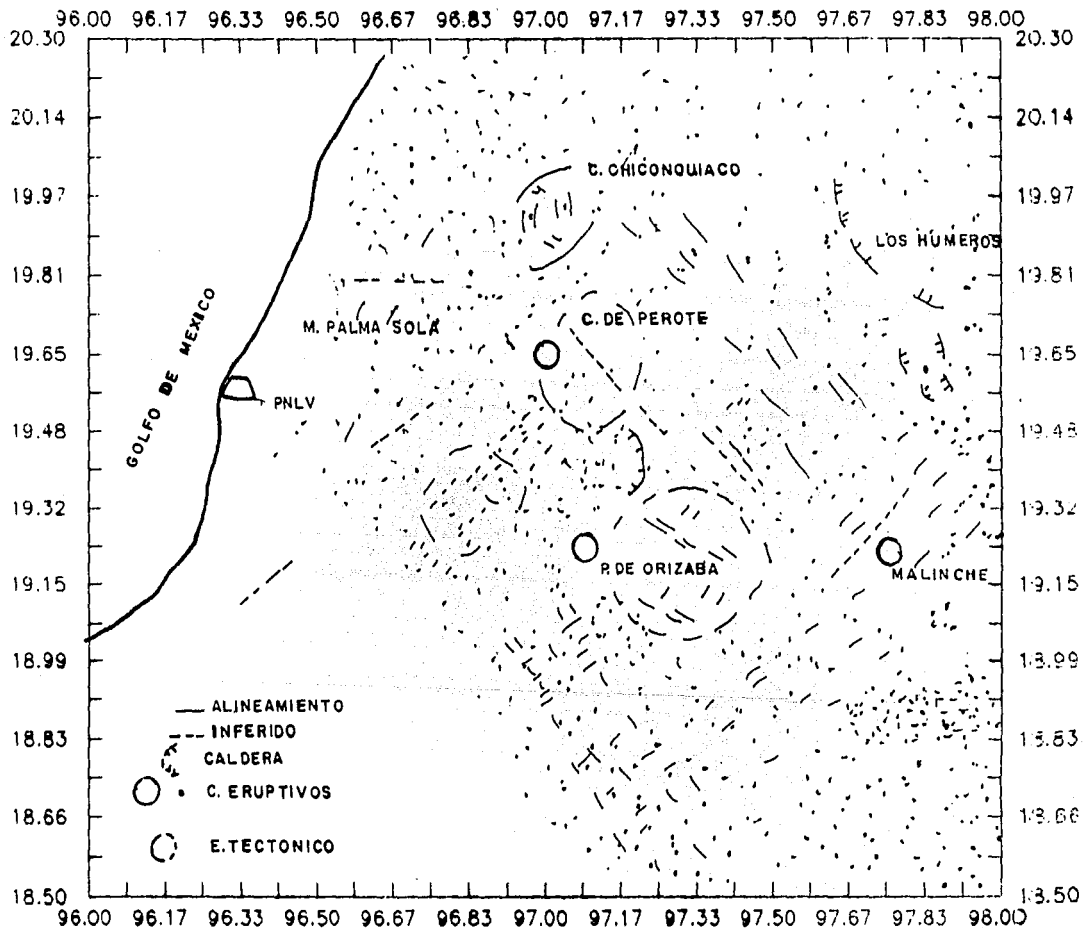 96.00 96.17 96.33 96.50 96.67 96.83 97.00 97.17 97.33 97.50 97.67 97.83 98.00
20.30 20.30
20.14 20.14
C. CHICONQUIACO
19.97 19.97
LOS HUMEROS
19.81 19.81
M. PALMA SOLA
C. DE PEROTE
19.65 19.65
GOLFO DE MEXICO
PNLV
19.48 19.48
19.32 19.32
P. DE ORIZABA
MALINCHE
19.15 19.15
18.99 18.99
ALINEAMIENTO
INFERIDO
18.83 18.83
CALDERA
C. ERUPTIVOS
18.66 18.66
E. TECTONICO
18.50 18.50
96.00 96.17 96.33 96.50 96.67 96.83 97.00 97.17 97.33 97.50 97.67 97.83 98.00